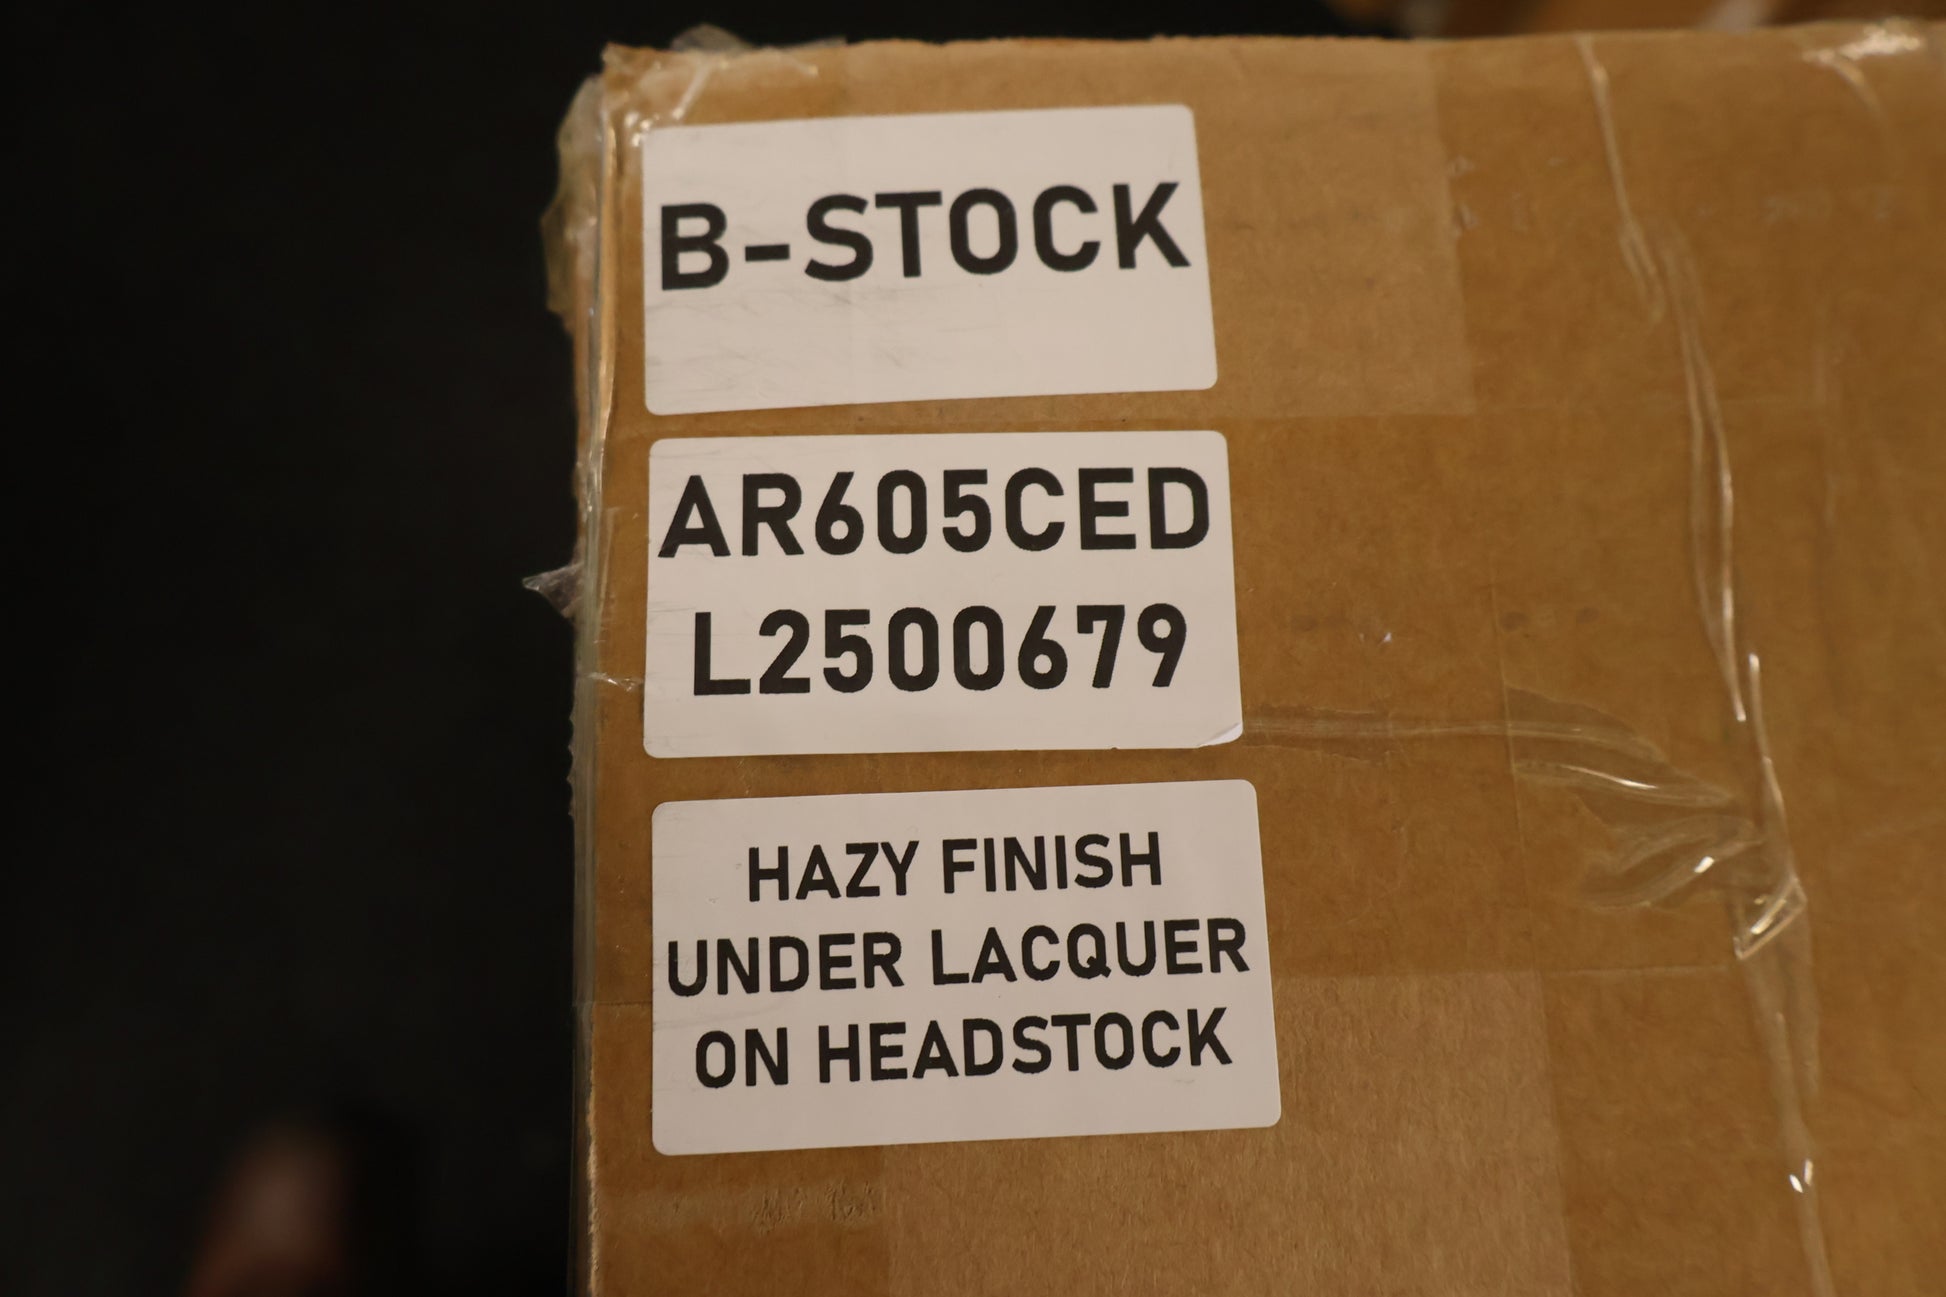 B-STOCK
AR605CED
L2500679
HAZY FINISH
UNDER LACQUER
ON HEADSTOCK